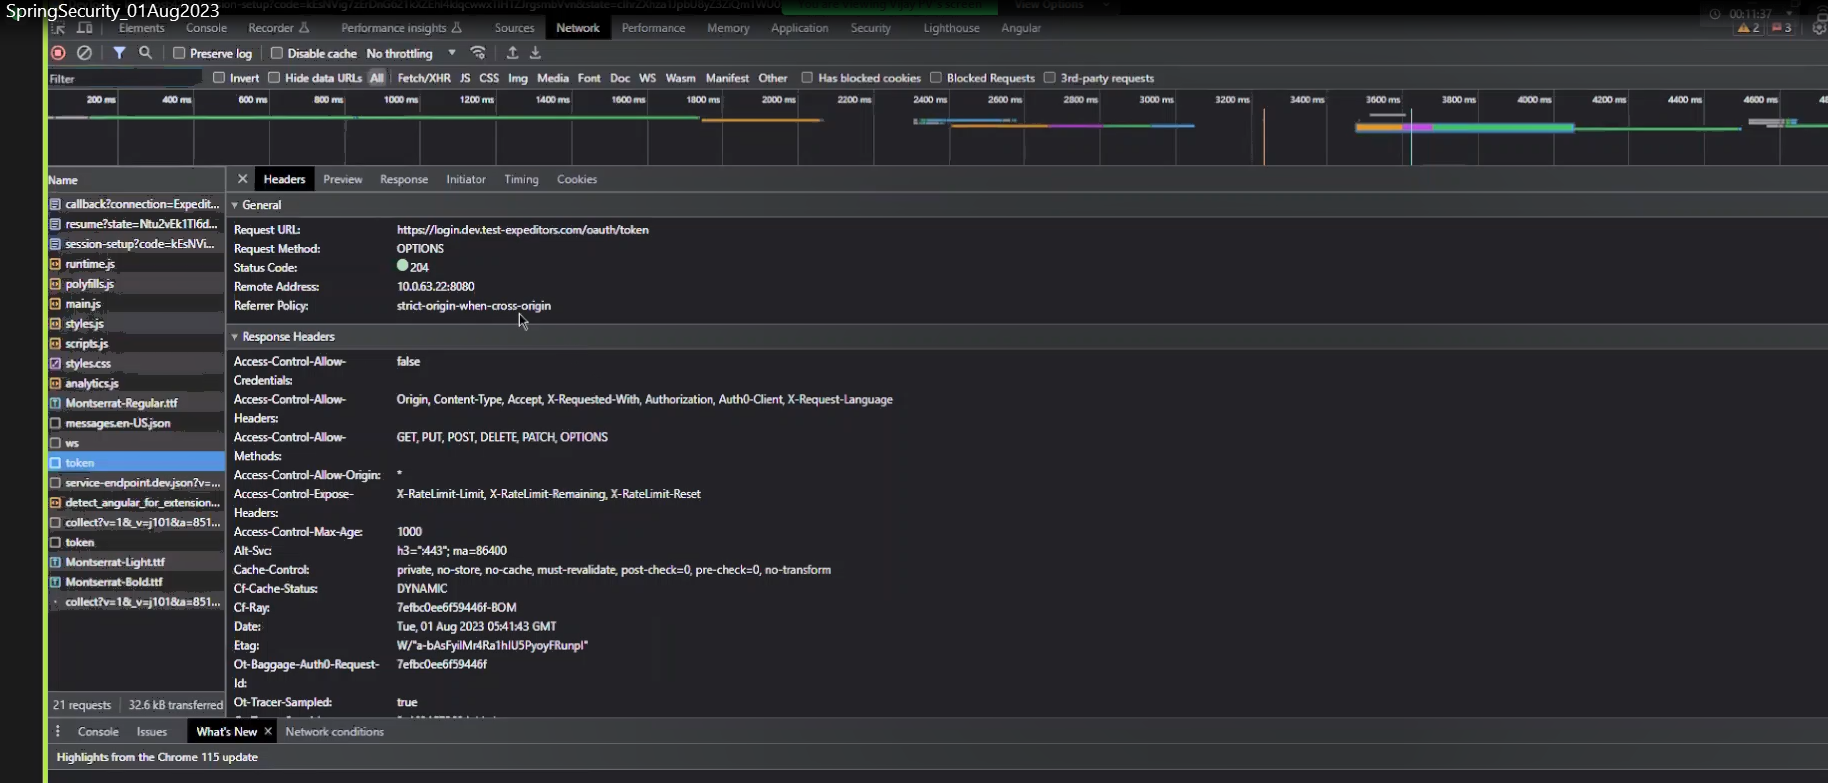 SpringSecurity_01Aug2023
View Options
00:11:37
Elements Console Recorder Performance insights Sources Network Performance Memory Application Security Lighthouse Angular 2 3
Preserve log Disable cache No throttling
Filter Invert Hide data URLs All Fetch/XHR JS CSS Img Media Font Doc WS Wasm Manifest Other Has blocked cookies Blocked Requests 3rd-party requests
200 ms 400 ms 600 ms 800 ms 1000 ms 1200 ms 1400 ms 1600 ms 1800 ms 2000 ms 2200 ms 2400 ms 2600 ms 2800 ms 3000 ms 3200 ms 3400 ms 3600 ms 3800 ms 4000 ms 4200 ms 4400 ms 4600 ms
Name
callback?connection=Expedit...
resume?state=Ntu2vEk1Tl6d...
session-setup?code=kEsNVi...
runtime.js
polyfills.js
main.js
styles.js
scripts.js
styles.css
analytics.js
Montserrat-Regular.ttf
messages.en-US.json
ws
token
service-endpoint.dev.json?v=...
detect_angular_for_extension...
collect?v=1&_v=j101&a=851...
token
Montserrat-Light.ttf
Montserrat-Bold.ttf
collect?v=1&_v=j101&a=851...
21 requests 32.6 kB transferred
Headers Preview Response Initiator Timing Cookies
General
Request URL: https://login.dev.test-expeditors.com/oauth/token
Request Method: OPTIONS
Status Code: 204
Remote Address: 10.0.63.22:8080
Referrer Policy: strict-origin-when-cross-origin
Response Headers
Access-Control-Allow- false
Credentials:
Access-Control-Allow- Origin, Content-Type, Accept, X-Requested-With, Authorization, Auth0-Client, X-Request-Language
Headers:
Access-Control-Allow- GET, PUT, POST, DELETE, PATCH, OPTIONS
Methods:
Access-Control-Allow-Origin: *
Access-Control-Expose- X-RateLimit-Limit, X-RateLimit-Remaining, X-RateLimit-Reset
Headers:
Access-Control-Max-Age: 1000
Alt-Svc: h3=":443"; ma=86400
Cache-Control: private, no-store, no-cache, must-revalidate, post-check=0, pre-check=0, no-transform
Cf-Cache-Status: DYNAMIC
Cf-Ray: 7efbc0ee6f59446f-BOM
Date: Tue, 01 Aug 2023 05:41:43 GMT
Etag: W/"a-bAsFyilMr4Ra1hIU5PyoyFRunpI"
Ot-Baggage-Auth0-Request- 7efbc0ee6f59446f
Id:
Ot-Tracer-Sampled: true
Console Issues What's New Network conditions
Highlights from the Chrome 115 update